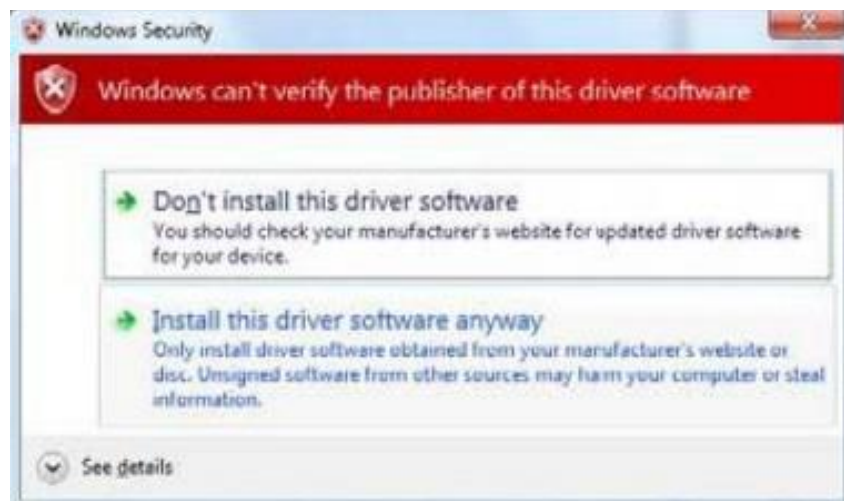 Windows Security
Windows can't verify the publisher of this driver software
Don't install this driver software
You should check your manufacturer's website for updated driver software
for your device.
Install this driver software anyway
Only install driver software obtained from your manufacturer's website or
disc. Unsigned software from other sources may harm your computer or steal
information.
See details